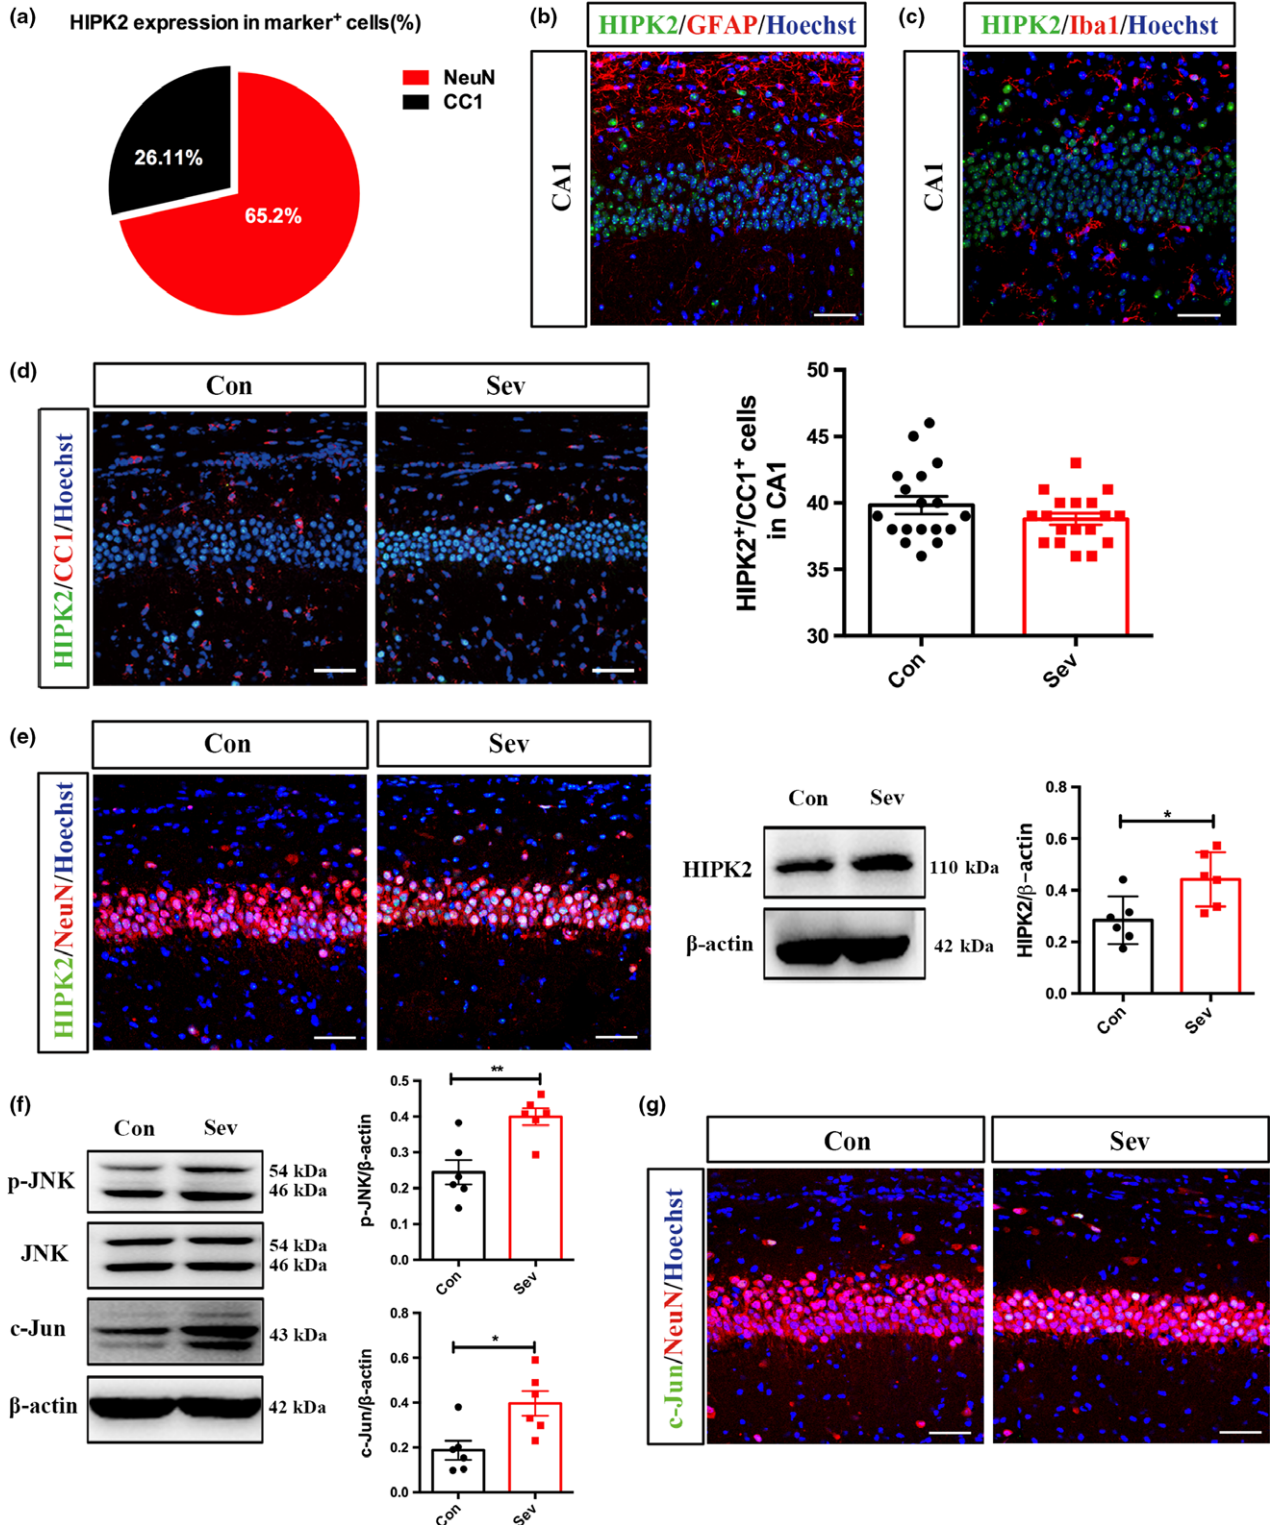 (a)
HIPK2 expression in marker⁺ cells(%)
NeuN
CC1
26.11%
65.2%
(b)
HIPK2/GFAP/Hoechst
CA1
(c)
HIPK2/Iba1/Hoechst
CA1
(d)
Con
Sev
HIPK2/CC1/Hoechst
HIPK2⁺/CC1⁺ cells
in CA1
50
45
40
35
30
Con
Sev
(e)
Con
Sev
HIPK2/NeuN/Hoechst
Con
Sev
HIPK2
110 kDa
β-actin
42 kDa
HIPK2/β-actin
0.8
0.6
0.4
0.2
0.0
*
Con
Sev
(f)
Con
Sev
p-JNK
54 kDa
46 kDa
JNK
54 kDa
46 kDa
c-Jun
43 kDa
β-actin
42 kDa
p-JNK/β-actin
0.5
0.4
0.3
0.2
0.1
0.0
**
Con
Sev
c-Jun/β-actin
0.8
0.6
0.4
0.2
0.0
*
Con
Sev
(g)
Con
Sev
c-Jun/NeuN/Hoechst